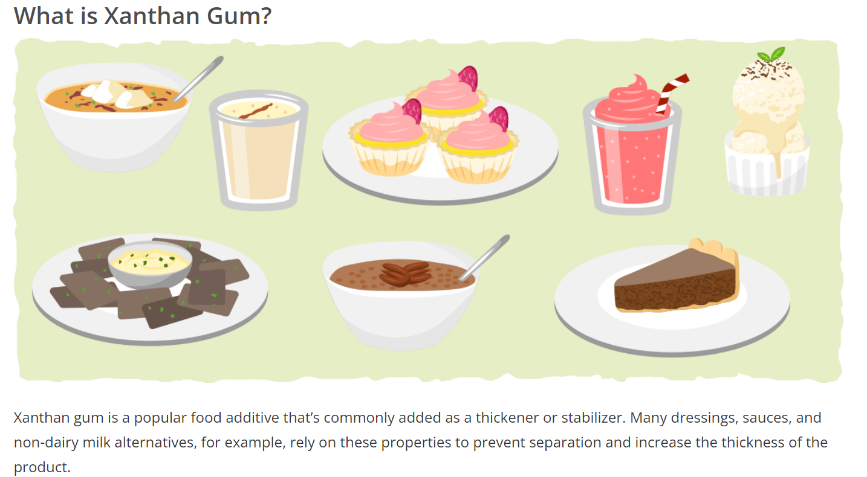 What is Xanthan Gum?
Xanthan gum is a popular food additive that's commonly added as a thickener or stabilizer. Many dressings, sauces, and
non-dairy milk alternatives, for example, rely on these properties to prevent separation and increase the thickness of the
product.